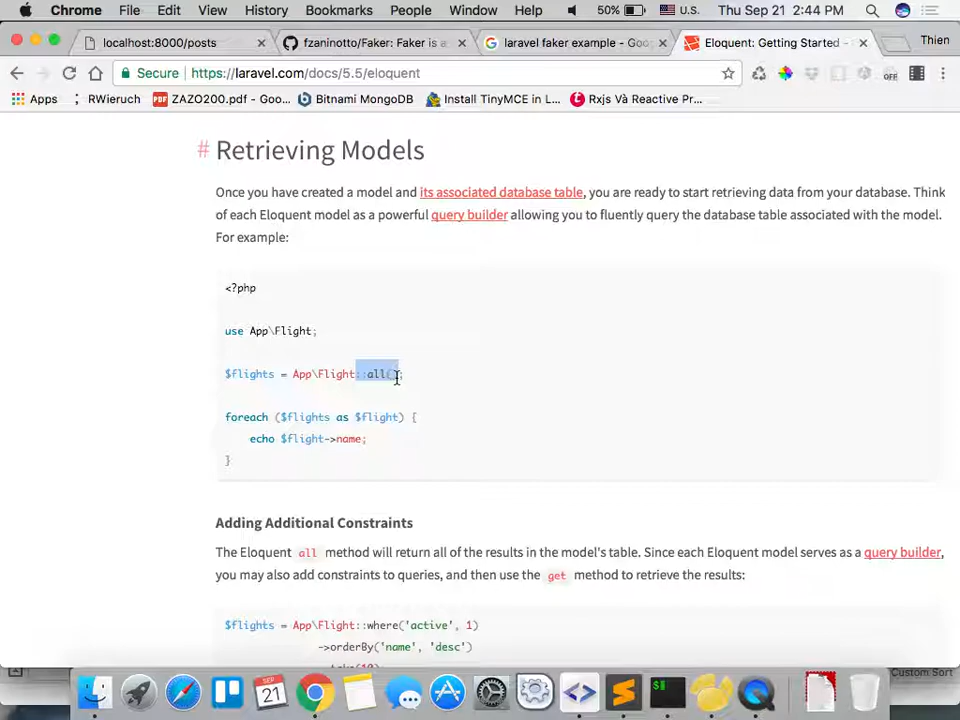 Chrome File Edit View History Bookmarks People Window Help 50% U.S. Thu Sep 21 2:44 PM
localhost:8000/posts × fzaninotto/Faker: Faker is a × laravel faker example - Goo × Eloquent: Getting Started - × Thien
Secure https://laravel.com/docs/5.5/eloquent OFF
Apps RWieruch ZAZO200.pdf - Goo... Bitnami MongoDB Install TinyMCE in L... Rxjs Và Reactive Pr...
# Retrieving Models
Once you have created a model and its associated database table, you are ready to start retrieving data from your database. Think
of each Eloquent model as a powerful query builder allowing you to fluently query the database table associated with the model.
For example:
<?php
use App\Flight;
$flights = App\Flight::all();
foreach ($flights as $flight) {
echo $flight->name;
}
Adding Additional Constraints
The Eloquent all method will return all of the results in the model's table. Since each Eloquent model serves as a query builder,
you may also add constraints to queries, and then use the get method to retrieve the results:
$flights = App\Flight::where('active', 1)
->orderBy('name', 'desc')
->take(10)
Custom Sort
SEP
21